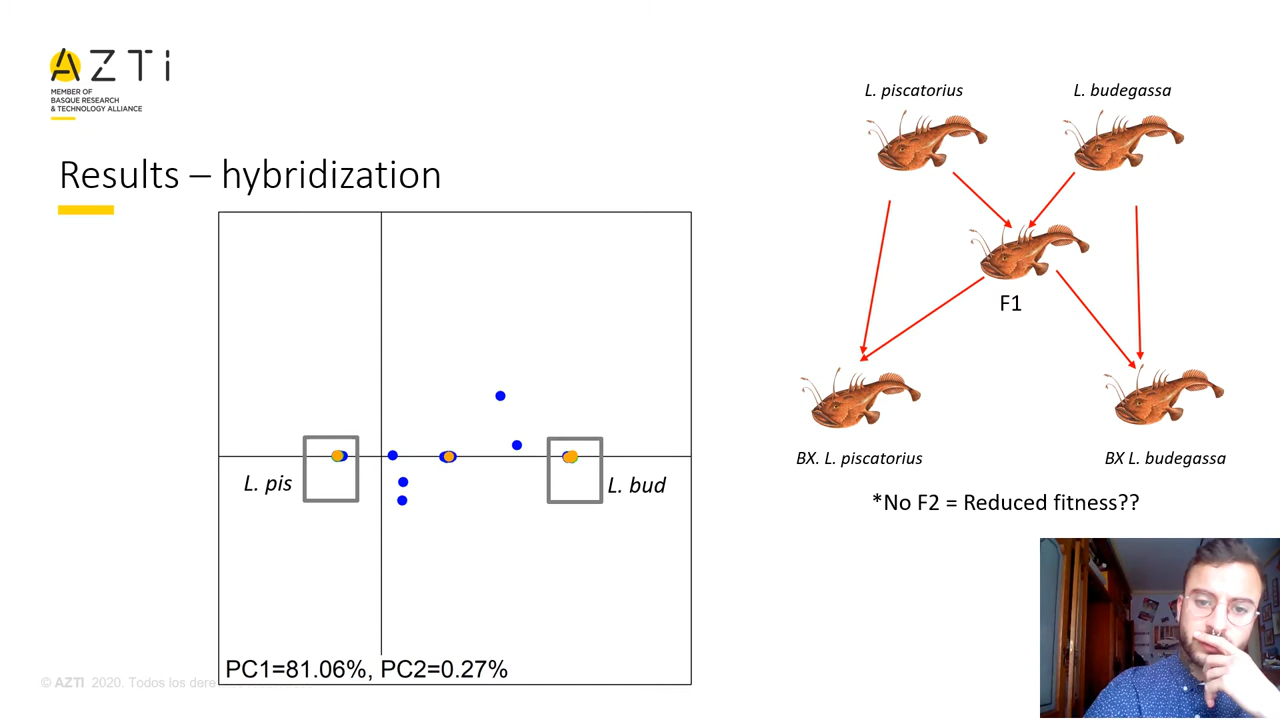 AZTi
MEMBER OF
BASQUE RESEARCH
& TECHNOLOGY ALLIANCE
Results – hybridization
L. pis
L. bud
PC1=81.06%, PC2=0.27%
© AZTI 2020. Todos los dere
L. piscatorius
L. budegassa
F1
BX. L. piscatorius
BX L. budegassa
*No F2 = Reduced fitness??